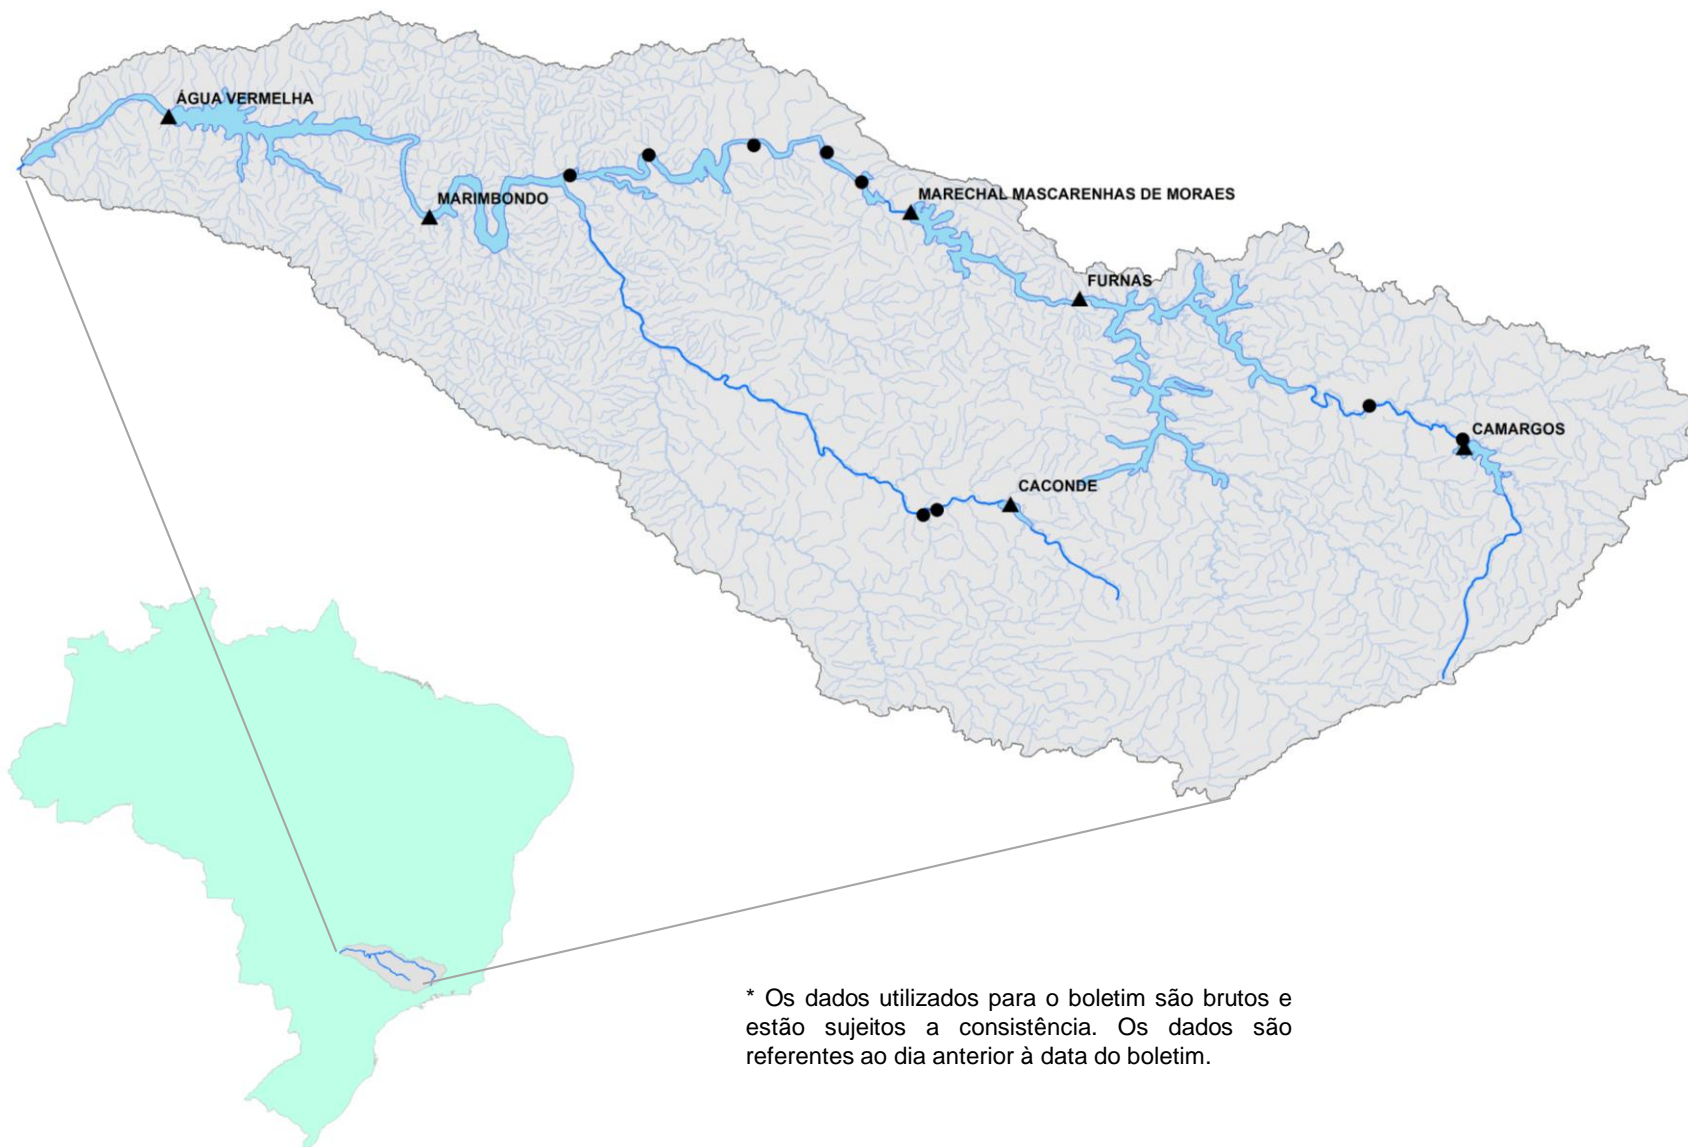 ÁGUA VERMELHA
MARIMBONDO
MARECHAL MASCARENHAS DE MORAES
FURNAS
CAMARGOS
CACONDE
* Os dados utilizados para o boletim são brutos e
estão sujeitos a consistência. Os dados são
referentes ao dia anterior à data do boletim.